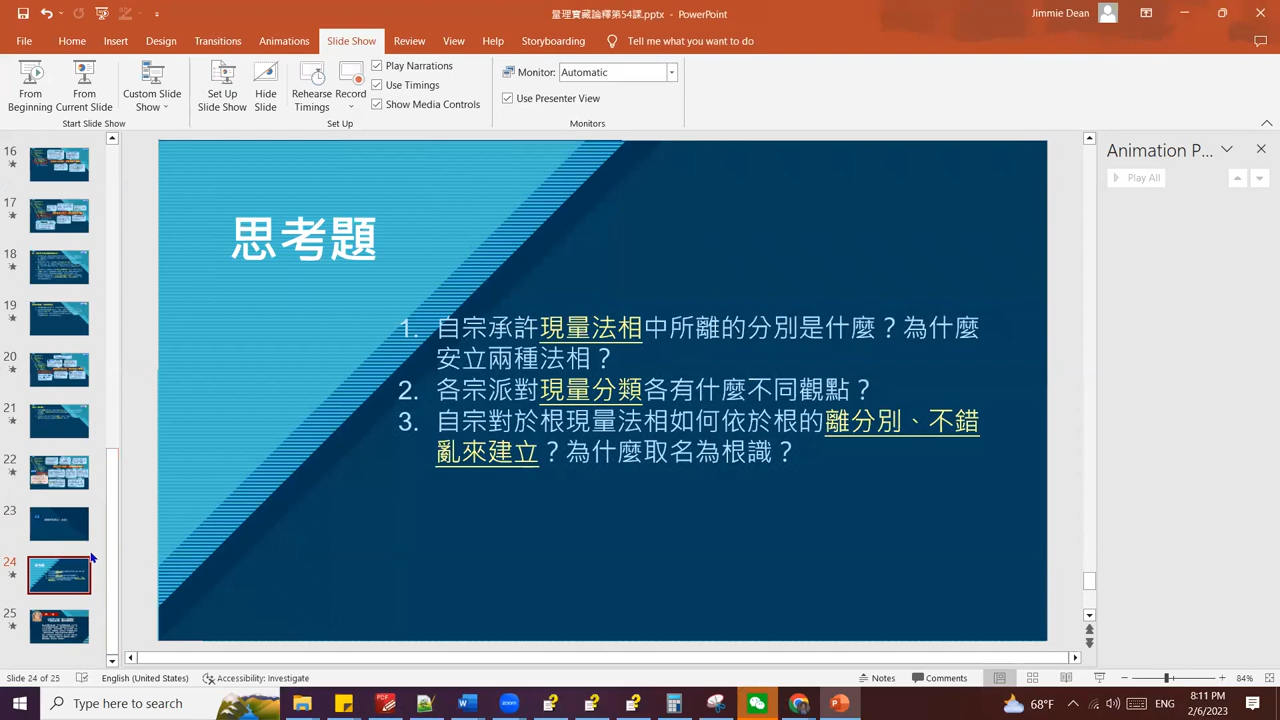 量理寶藏論釋第54課.pptx - PowerPoint
Jimmie Dean
File Home Insert Design Transitions Animations Slide Show Review View Help Storyboarding Tell me what you want to do
From Beginning
From Current Slide
Custom Slide Show
Set Up Slide Show
Hide Slide
Rehearse Timings
Record
Play Narrations
Use Timings
Show Media Controls
Monitor: Automatic
Use Presenter View
Start Slide Show
Set Up
Monitors
16
17
18
19
20
21
22
23
24
25
思考題
思考題
1. 自宗承許現量法相中所離的分別是什麼？為什麼
安立兩種法相？
2. 各宗派對現量分類各有什麼不同觀點？
3. 自宗對於根現量法相如何依於根的離分別、不錯
亂來建立？為什麼取名為根識？
Animation P...
Play All
Slide 24 of 25 English (United States) Accessibility: Investigate Notes Comments 84%
Type here to search
PDF
zoom
68°F
ENG
8:11 PM
2/6/2023